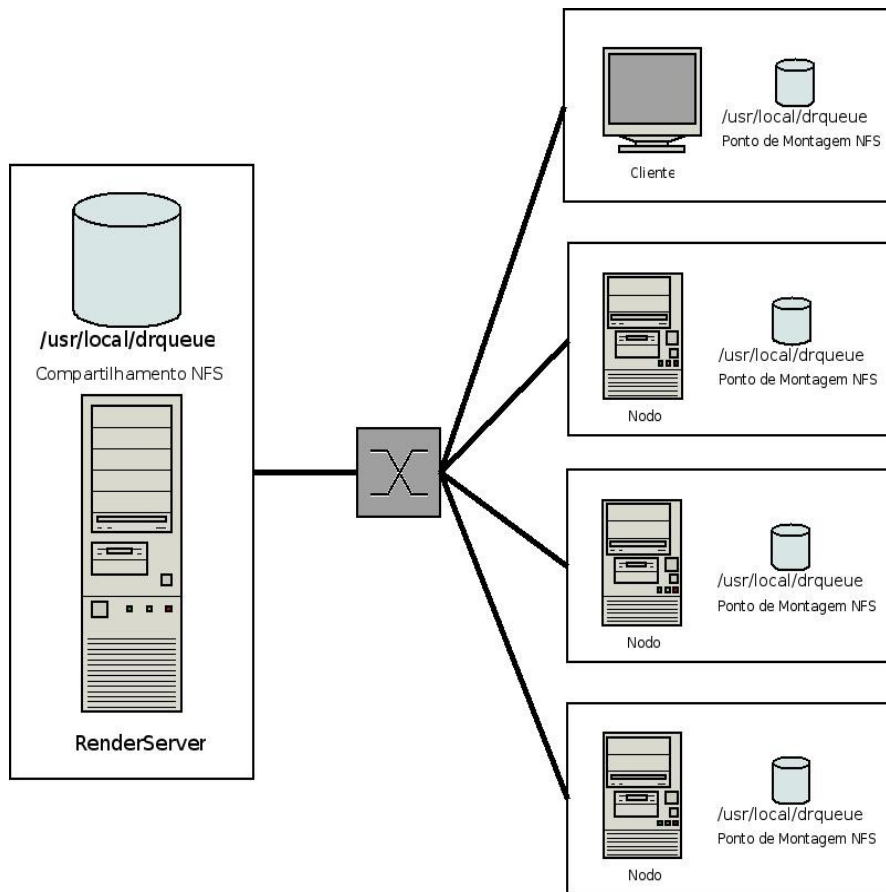 /usr/local/drqueue
Compartilhamento NFS
RenderServer
/usr/local/drqueue
Ponto de Montagem NFS
Cliente
/usr/local/drqueue
Ponto de Montagem NFS
Nodo
/usr/local/drqueue
Ponto de Montagem NFS
Nodo
/usr/local/drqueue
Ponto de Montagem NFS
Nodo